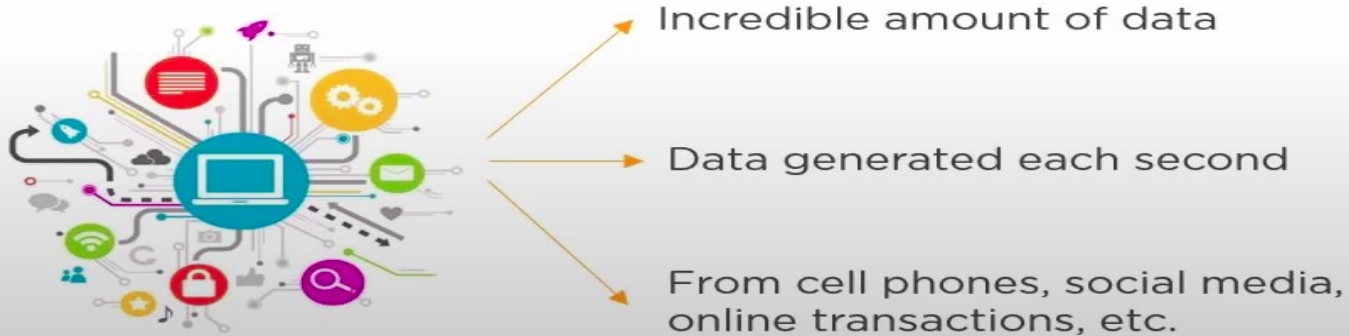 Incredible amount of data
Data generated each second
From cell phones, social media,
online transactions, etc.